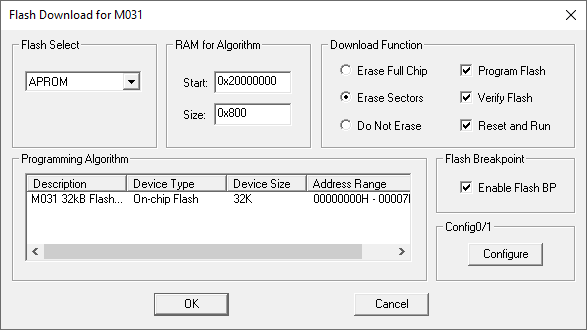 Flash Download for M031
Flash Select
APROM
RAM for Algorithm
Start: 0x20000000
Size: 0x800
Download Function
Erase Full Chip
Erase Sectors
Do Not Erase
Program Flash
Verify Flash
Reset and Run
Programming Algorithm
Description Device Type Device Size Address Range
M031 32kB Flash... On-chip Flash 32K 00000000H - 00007
Flash Breakpoint
Enable Flash BP
Config0/1
Configure
OK
Cancel